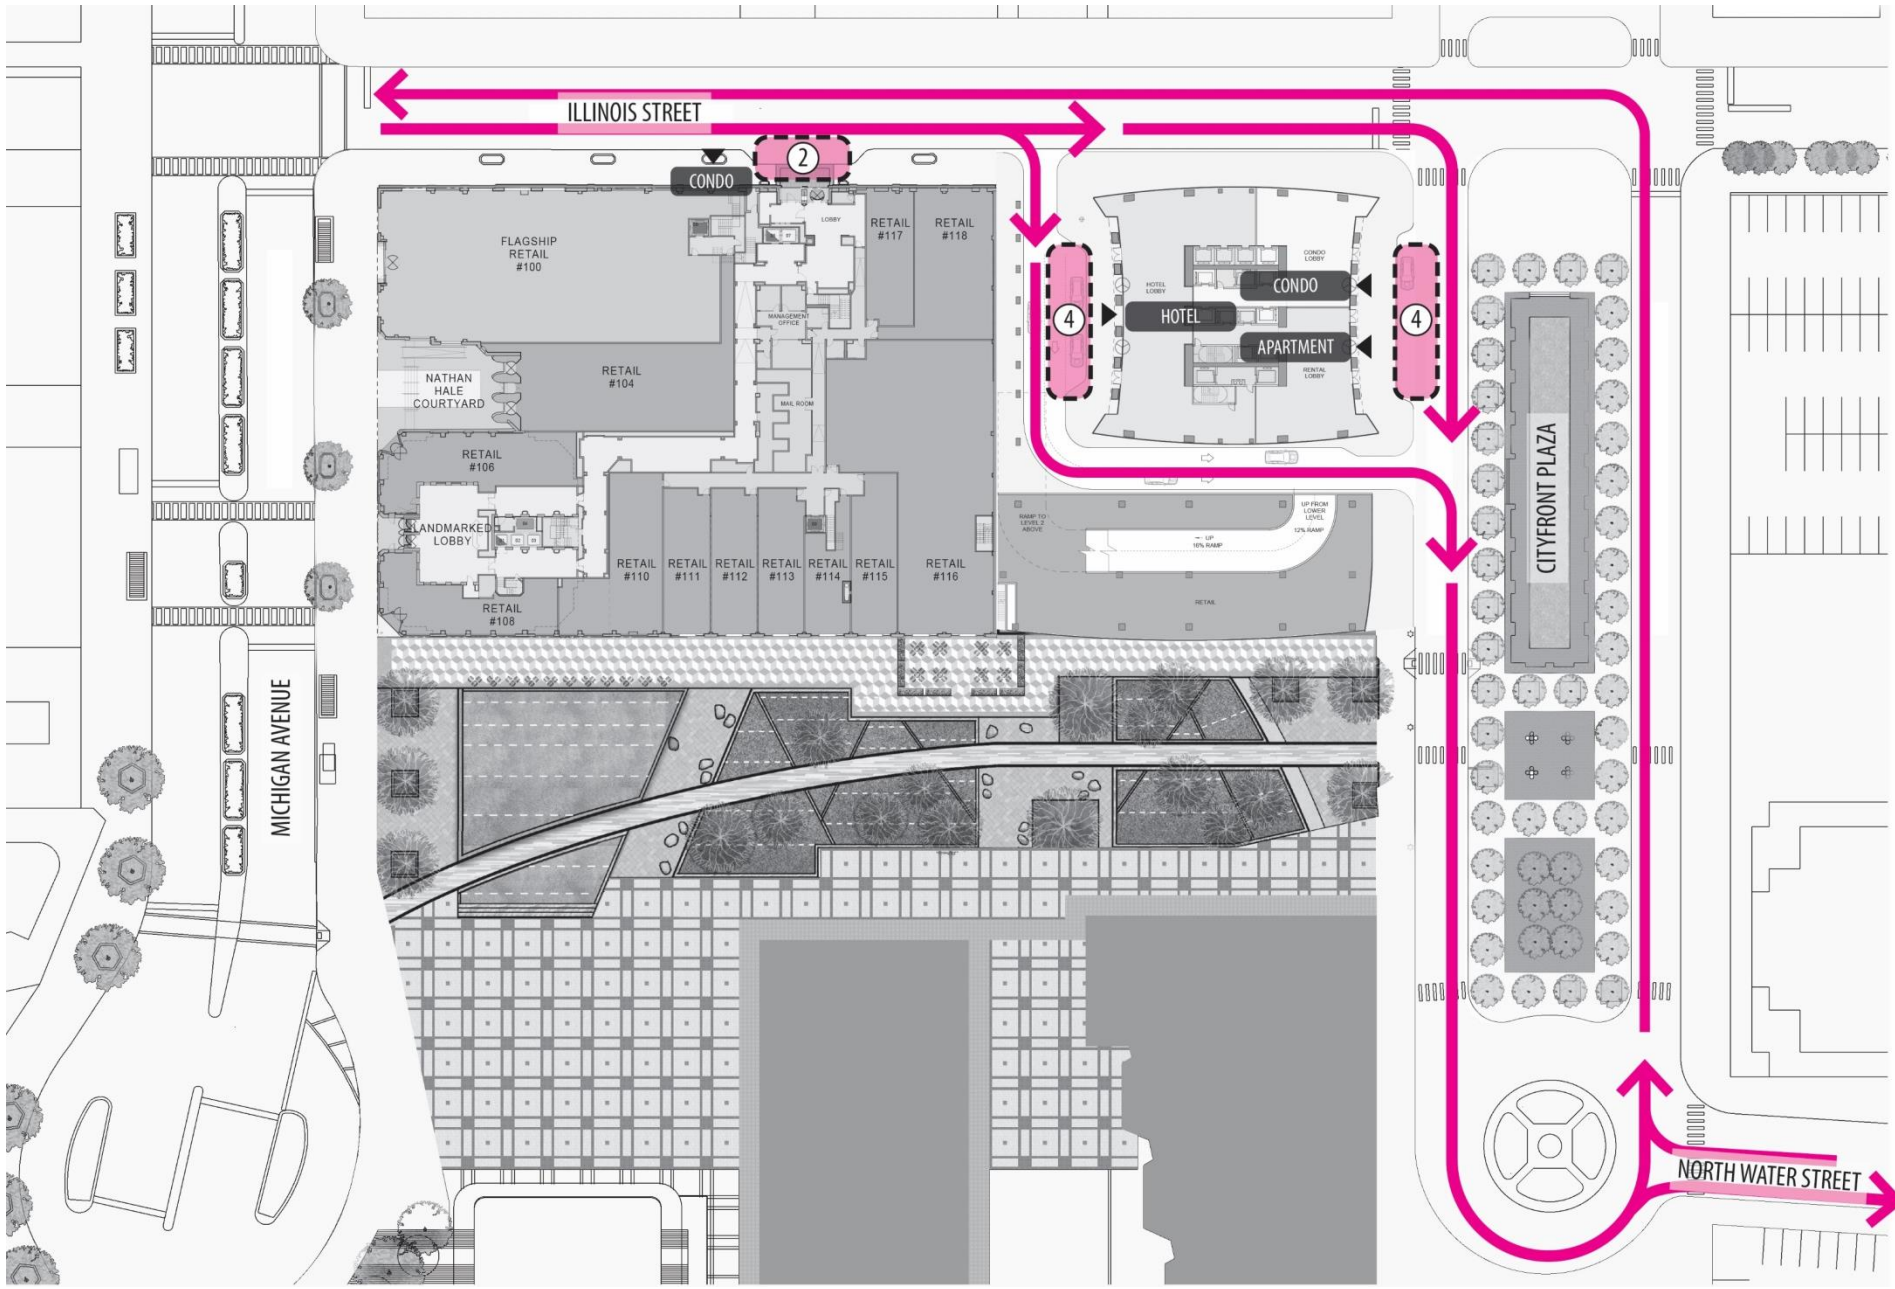 ILLINOIS STREET
2
CONDO
LOBBY
RETAIL
#117
RETAIL
#118
FLAGSHIP
RETAIL
#100
CONDO
LOBBY
HOTEL
LOBBY
CONDO
MANAGEMENT
OFFICE
4
HOTEL
4
APARTMENT
RENTAL
LOBBY
RETAIL
#104
NATHAN
HALE
COURTYARD
MAIL ROOM
RETAIL
#106
CITYFRONT PLAZA
LANDMARKED
LOBBY
RAMP TO
LEVEL 2
ABOVE
UP FROM
LOWER
LEVEL
12% RAMP
UP
16% RAMP
RETAIL
#110
RETAIL
#111
RETAIL
#112
RETAIL
#113
RETAIL
#114
RETAIL
#115
RETAIL
#116
RETAIL
#108
RETAIL
MICHIGAN AVENUE
NORTH WATER STREET